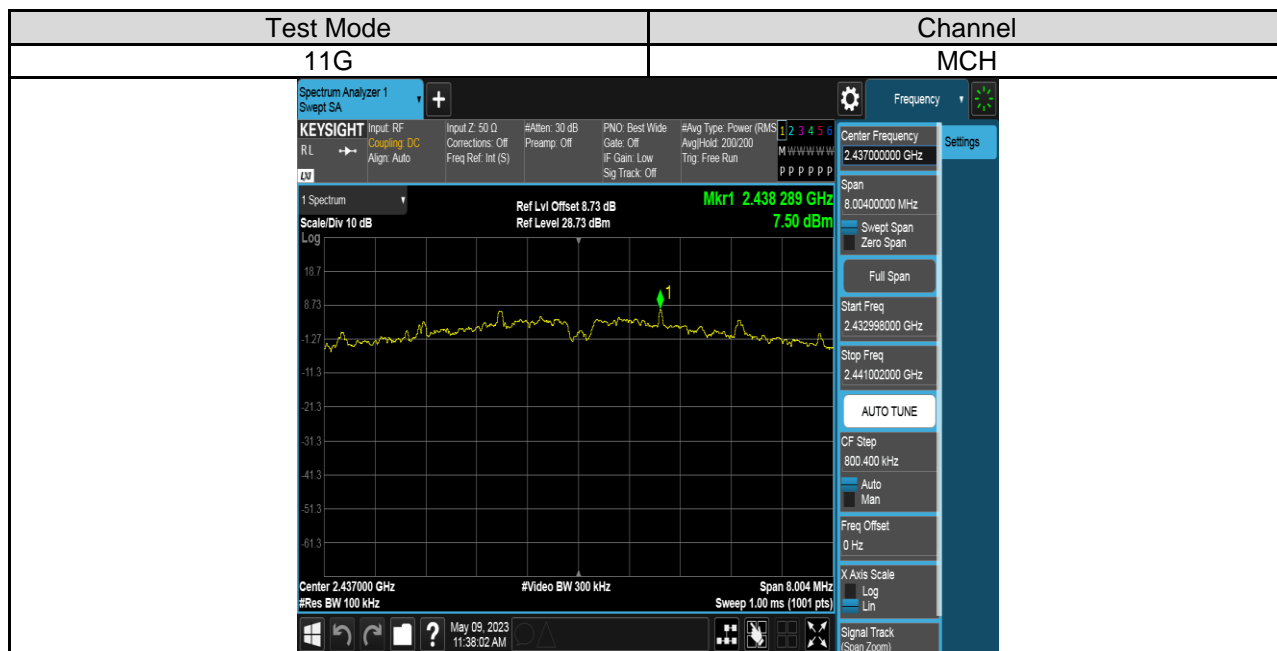 Test Mode
Channel
11G
MCH
Spectrum Analyzer 1
Swept SA
Frequency
Settings
KEYSIGHT
RL
LXI
Input: RF
Coupling: DC
Align: Auto
Input Z: 50 Ω
Corrections: Off
Freq Ref: Int (S)
#Atten: 30 dB
Preamp: Off
PNO: Best Wide
Gate: Off
IF Gain: Low
Sig Track: Off
#Avg Type: Power (RMS
Avg|Hold: 200/200
Trig: Free Run
1 2 3 4 5 6
M W W W W W
P P P P P P
1 Spectrum
Scale/Div 10 dB
Log
Ref Lvl Offset 8.73 dB
Ref Level 28.73 dBm
Mkr1 2.438 289 GHz
7.50 dBm
18.7
8.73
-1.27
-11.3
-21.3
-31.3
-41.3
-51.3
-61.3
1
Center 2.437000 GHz
#Res BW 100 kHz
#Video BW 300 kHz
Span 8.004 MHz
Sweep 1.00 ms (1001 pts)
May 09, 2023
11:38:02 AM
Center Frequency
2.437000000 GHz
Span
8.00400000 MHz
Swept Span
Zero Span
Full Span
Start Freq
2.432998000 GHz
Stop Freq
2.441002000 GHz
AUTO TUNE
CF Step
800.400 kHz
Auto
Man
Freq Offset
0 Hz
X Axis Scale
Log
Lin
Signal Track
(Span Zoom)